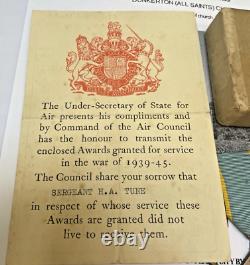 DUNKERTON (ALL SAINTS) C
church
The Under-Secretary of State for
Air presents his compliments and
by Command of the Air Council
has the honour to transmit the
enclosed Awards granted for service
in the war of 1939-45.
The Council share your sorrow that
SERGEANT H.A. TUNE
in respect of whose service these
Awards are granted did not
live to receive them.